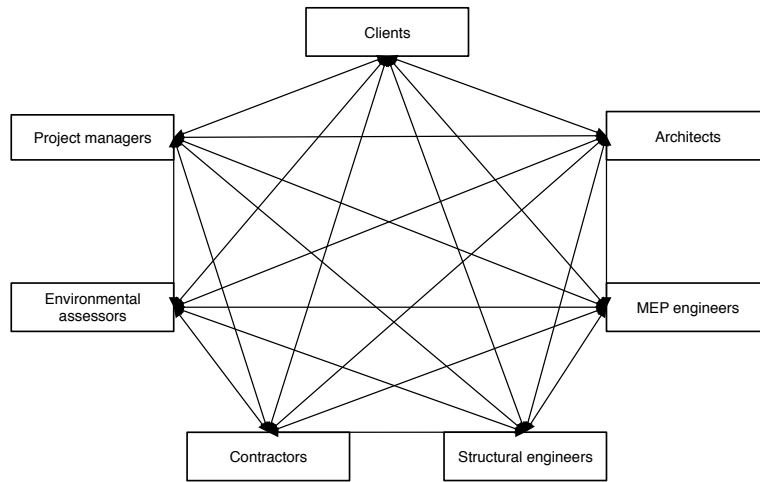 Clients
Project managers
Architects
Environmental
assessors
MEP engineers
Contractors
Structural engineers